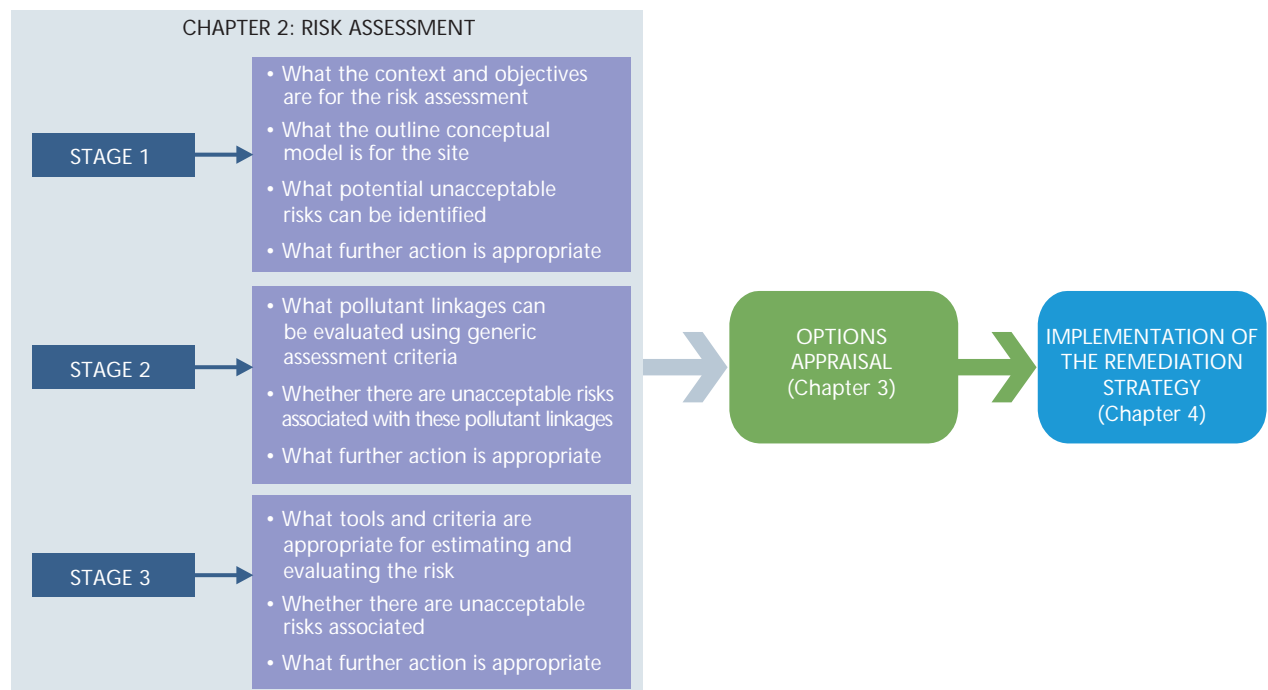 CHAPTER 2: RISK ASSESSMENT
STAGE 1
• What the context and objectives
are for the risk assessment
• What the outline conceptual
model is for the site
• What potential unacceptable
risks can be identified
• What further action is appropriate
STAGE 2
• What pollutant linkages can
be evaluated using generic
assessment criteria
• Whether there are unacceptable risks
associated with these pollutant linkages
• What further action is appropriate
STAGE 3
• What tools and criteria are
appropriate for estimating and
evaluating the risk
• Whether there are unacceptable
risks associated
• What further action is appropriate
OPTIONS
APPRAISAL
(Chapter 3)
IMPLEMENTATION OF
THE REMEDIATION
STRATEGY
(Chapter 4)